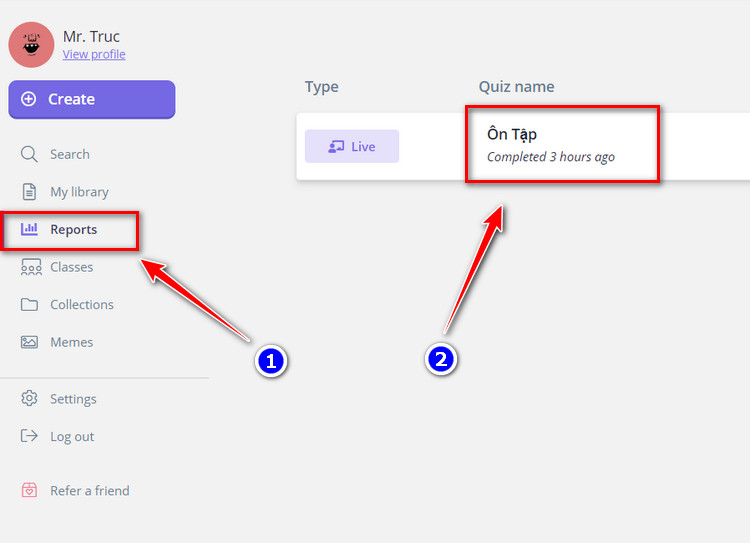 Mr. Truc
View profile
Create
Search
My library
Reports
Classes
Collections
Memes
Settings
Log out
Refer a friend
Type Quiz name
Live
Ôn Tập
Completed 3 hours ago
1
2